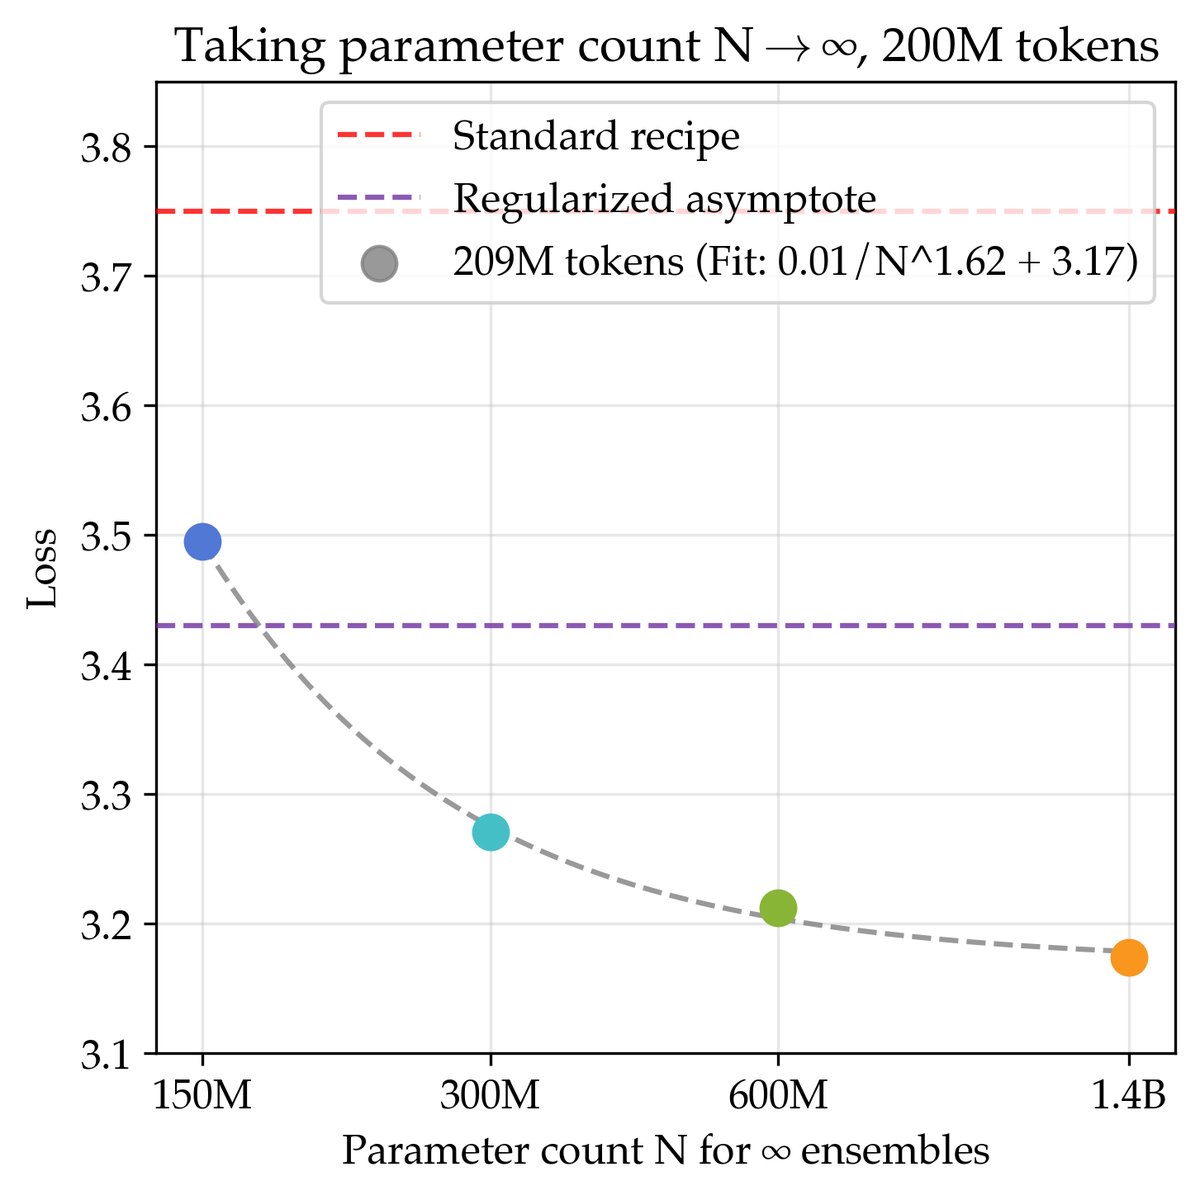 Taking parameter count N → ∞, 200M tokens
Standard recipe
Regularized asymptote
209M tokens (Fit: 0.01/N^1.62 + 3.17)
3.8
3.7
3.6
3.5
3.4
3.3
3.2
3.1
Loss
150M
300M
600M
1.4B
Parameter count N for ∞ ensembles